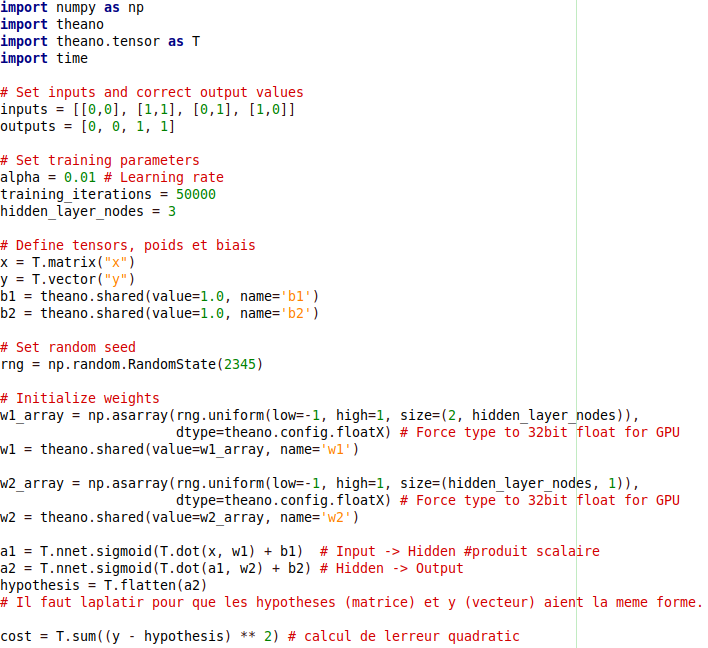 import numpy as np
import theano
import theano.tensor as T
import time
# Set inputs and correct output values
inputs = [[0,0], [1,1], [0,1], [1,0]]
outputs = [0, 0, 1, 1]
# Set training parameters
alpha = 0.01 # Learning rate
training_iterations = 50000
hidden_layer_nodes = 3
# Define tensors, poids et biais
x = T.matrix("x")
y = T.vector("y")
b1 = theano.shared(value=1.0, name='b1')
b2 = theano.shared(value=1.0, name='b2')
# Set random seed
rng = np.random.RandomState(2345)
# Initialize weights
w1_array = np.asarray(rng.uniform(low=-1, high=1, size=(2, hidden_layer_nodes)),
dtype=theano.config.floatX) # Force type to 32bit float for GPU
w1 = theano.shared(value=w1_array, name='w1')
w2_array = np.asarray(rng.uniform(low=-1, high=1, size=(hidden_layer_nodes, 1)),
dtype=theano.config.floatX) # Force type to 32bit float for GPU
w2 = theano.shared(value=w2_array, name='w2')
a1 = T.nnet.sigmoid(T.dot(x, w1) + b1)  # Input -> Hidden #produit scalaire
a2 = T.nnet.sigmoid(T.dot(a1, w2) + b2) # Hidden -> Output
hypothesis = T.flatten(a2)
# Il faut laplatir pour que les hypotheses (matrice) et y (vecteur) aient la meme forme.
cost = T.sum((y - hypothesis) ** 2) # calcul de lerreur quadratic